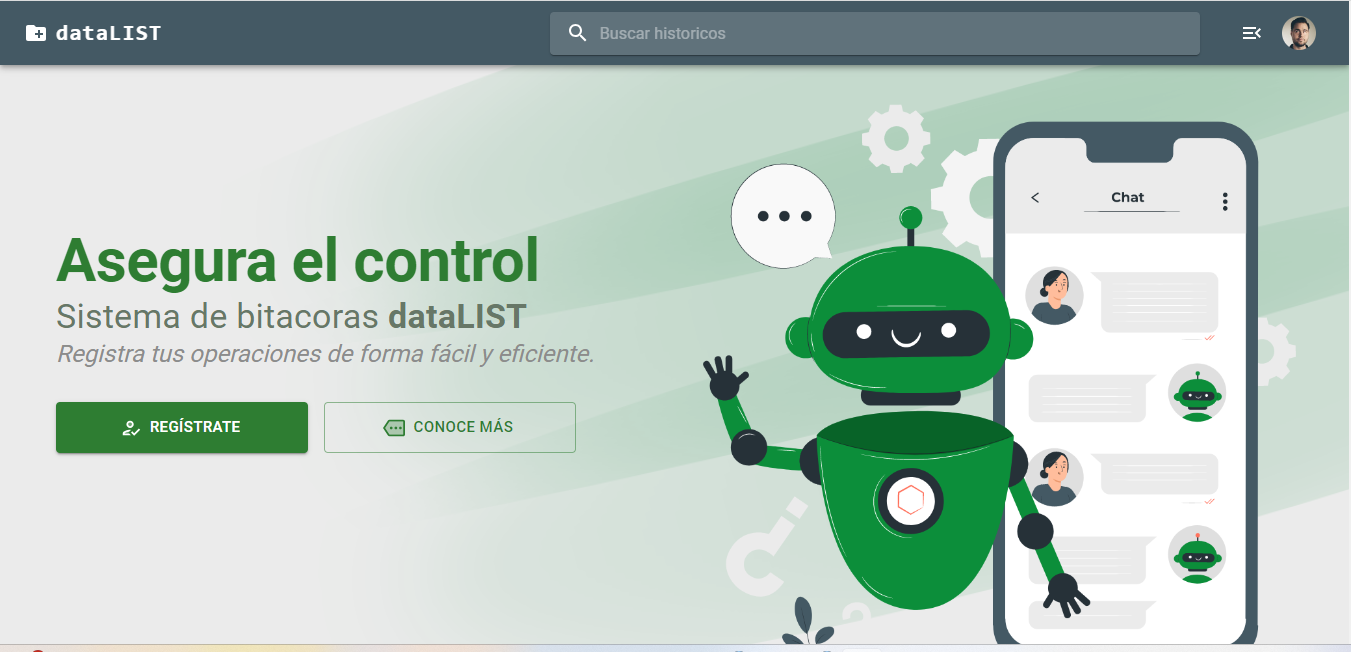 dataLIST
Buscar historicos
Chat
Asegura el control
Sistema de bitacoras dataLIST
Registra tus operaciones de forma fácil y eficiente.
REGÍSTRATE
CONOCE MÁS